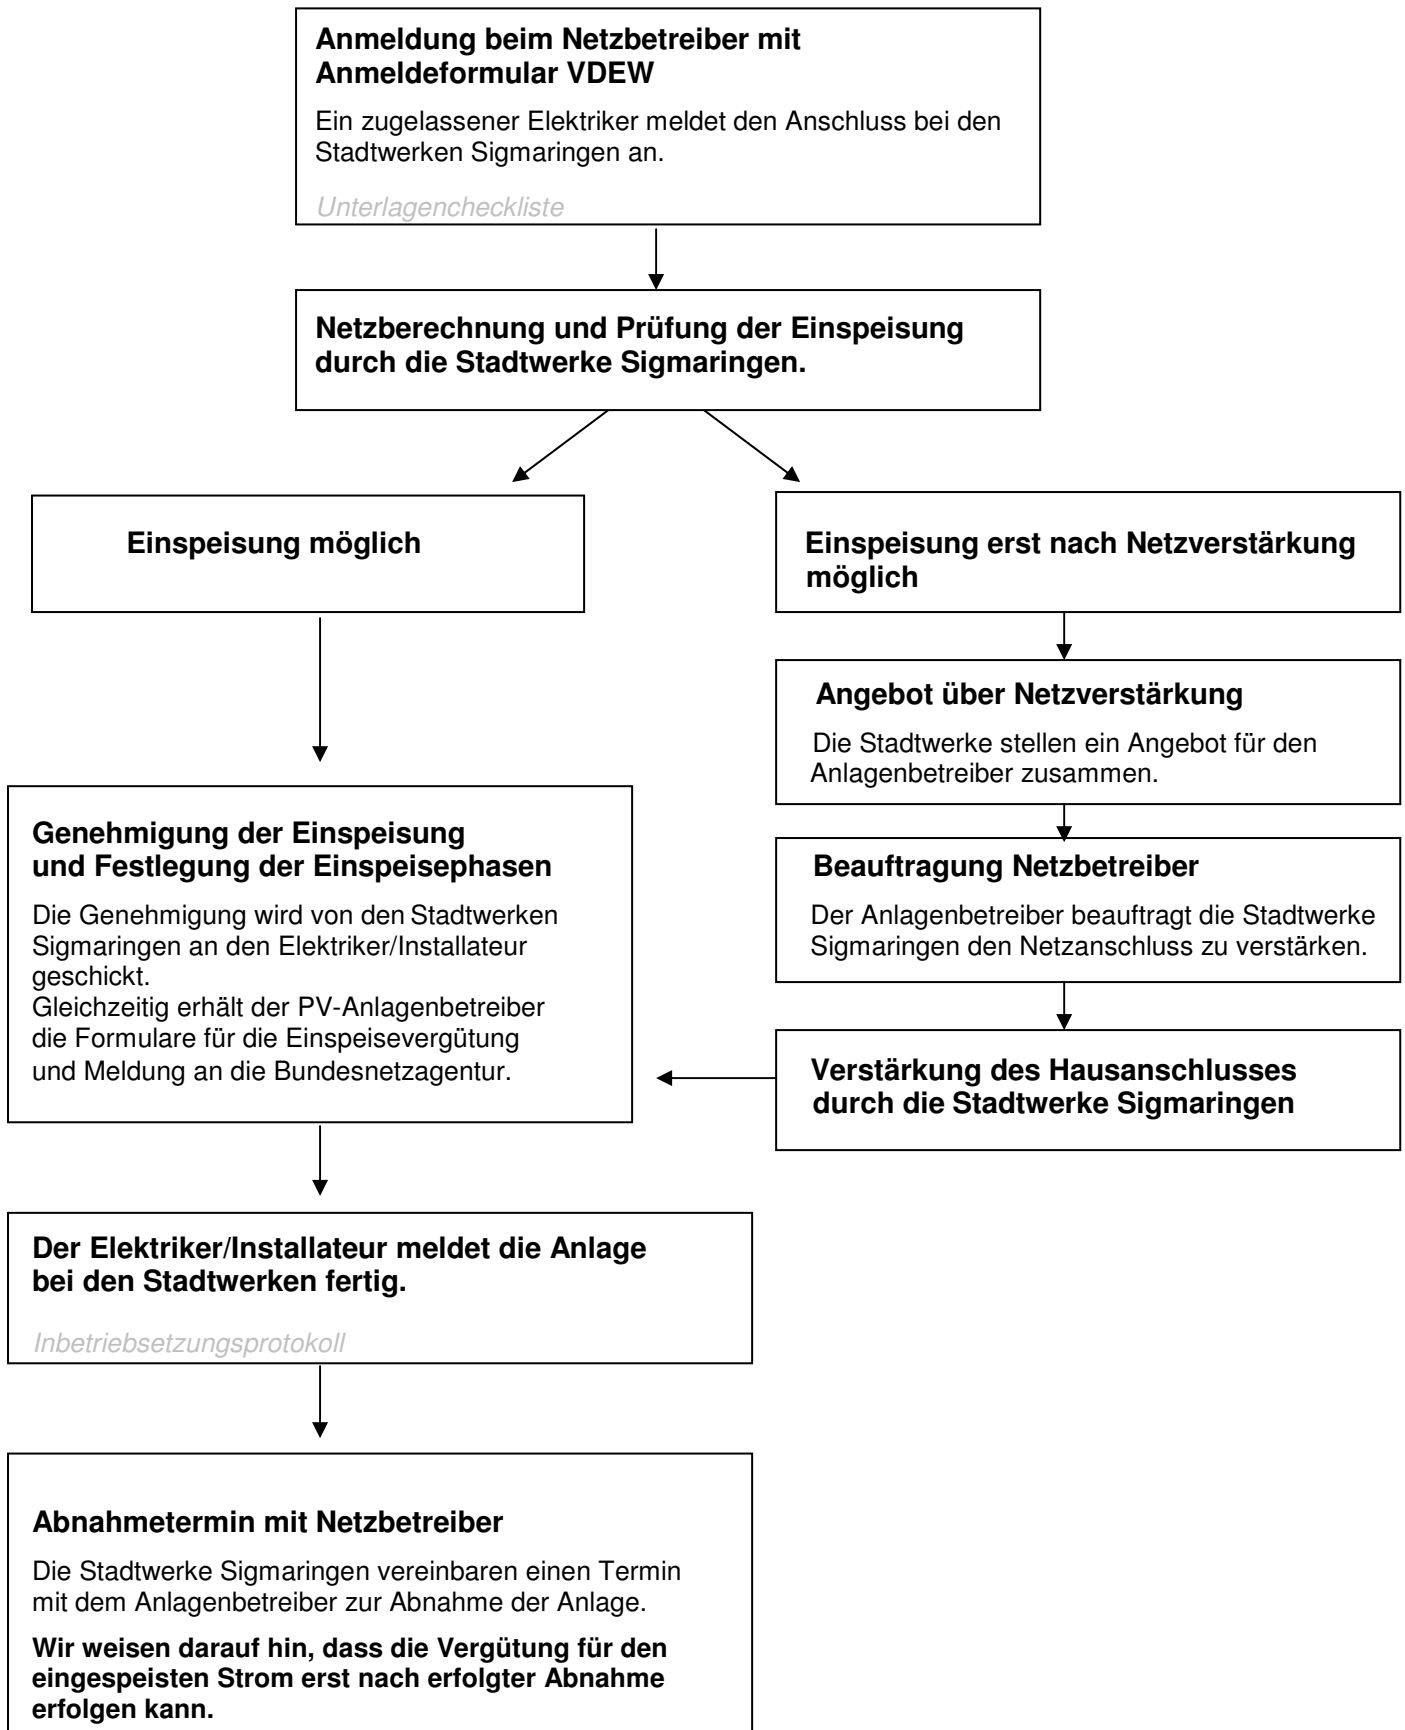 Anmeldung beim Netzbetreiber mit
Anmeldeformular VDEW
Ein zugelassener Elektriker meldet den Anschluss bei den
Stadtwerken Sigmaringen an.
Unterlagencheckliste
Netzberechnung und Prüfung der Einspeisung
durch die Stadtwerke Sigmaringen.
Einspeisung möglich
Einspeisung erst nach Netzverstärkung
möglich
Angebot über Netzverstärkung
Die Stadtwerke stellen ein Angebot für den
Anlagenbetreiber zusammen.
Beauftragung Netzbetreiber
Der Anlagenbetreiber beauftragt die Stadtwerke
Sigmaringen den Netzanschluss zu verstärken.
Verstärkung des Hausanschlusses
durch die Stadtwerke Sigmaringen
Genehmigung der Einspeisung
und Festlegung der Einspeisephasen
Die Genehmigung wird von den Stadtwerken
Sigmaringen an den Elektriker/Installateur
geschickt.
Gleichzeitig erhält der PV-Anlagenbetreiber
die Formulare für die Einspeisevergütung
und Meldung an die Bundesnetzagentur.
Der Elektriker/Installateur meldet die Anlage
bei den Stadtwerken fertig.
Inbetriebsetzungsprotokoll
Abnahmetermin mit Netzbetreiber
Die Stadtwerke Sigmaringen vereinbaren einen Termin
mit dem Anlagenbetreiber zur Abnahme der Anlage.
Wir weisen darauf hin, dass die Vergütung für den
eingespeisten Strom erst nach erfolgter Abnahme
erfolgen kann.